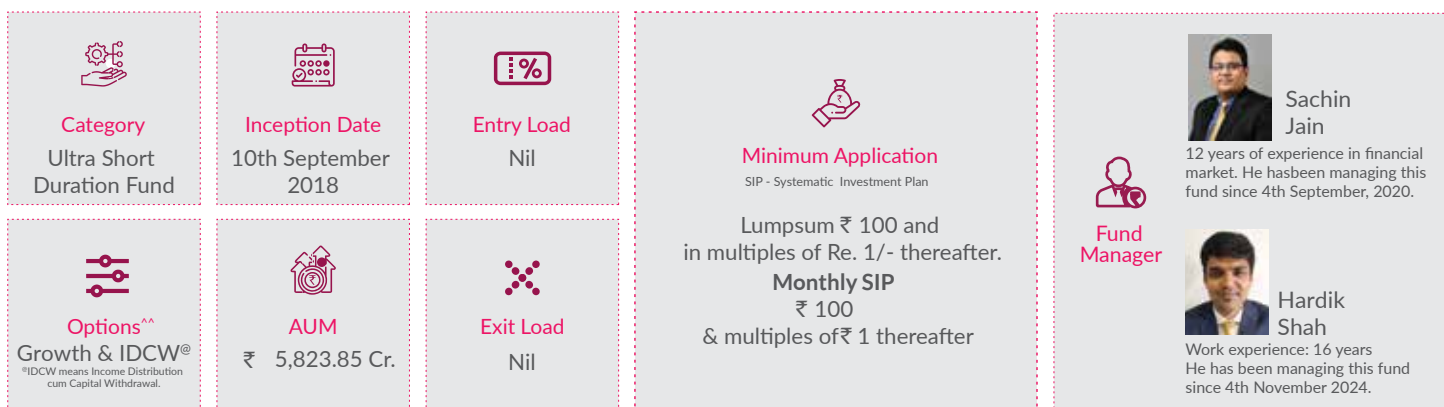 Category
Ultra Short
Duration Fund
Inception Date
10th September
2018
Entry Load
Nil
Options^^
Growth & IDCW@
@IDCW means Income Distribution
cum Capital Withdrawal.
AUM
₹ 5,823.85 Cr.
Exit Load
Nil
Minimum Application
SIP - Systematic Investment Plan
Lumpsum ₹ 100 and
in multiples of Re. 1/- thereafter.
Monthly SIP
₹ 100
& multiples of₹ 1 thereafter
Fund
Manager
Sachin
Jain
12 years of experience in financial
market. He hasbeen managing this
fund since 4th September, 2020.
Hardik
Shah
Work experience: 16 years
He has been managing this fund
since 4th November 2024.